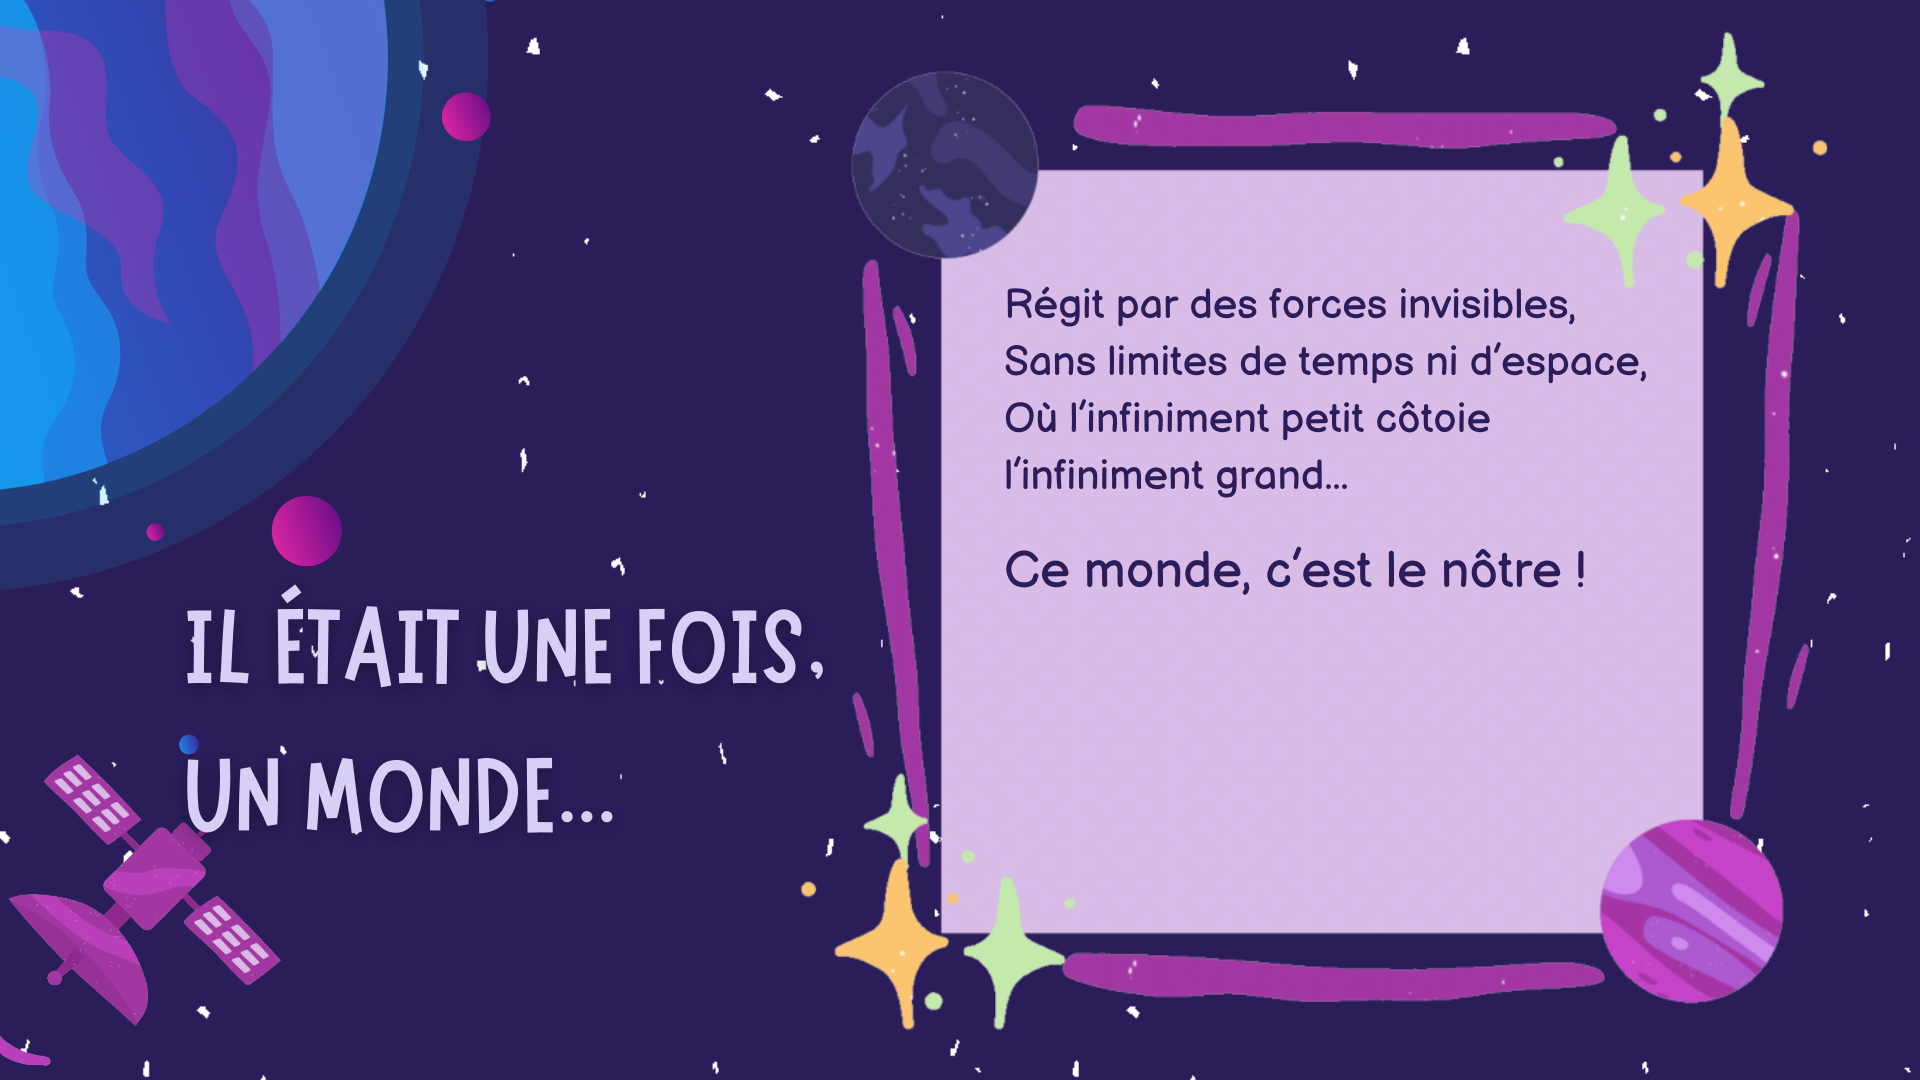 IL ÉTAIT UNE FOIS,
UN MONDE...
Régit par des forces invisibles,
Sans limites de temps ni d'espace,
Où l'infiniment petit côtoie
l'infiniment grand...
Ce monde, c'est le nôtre !